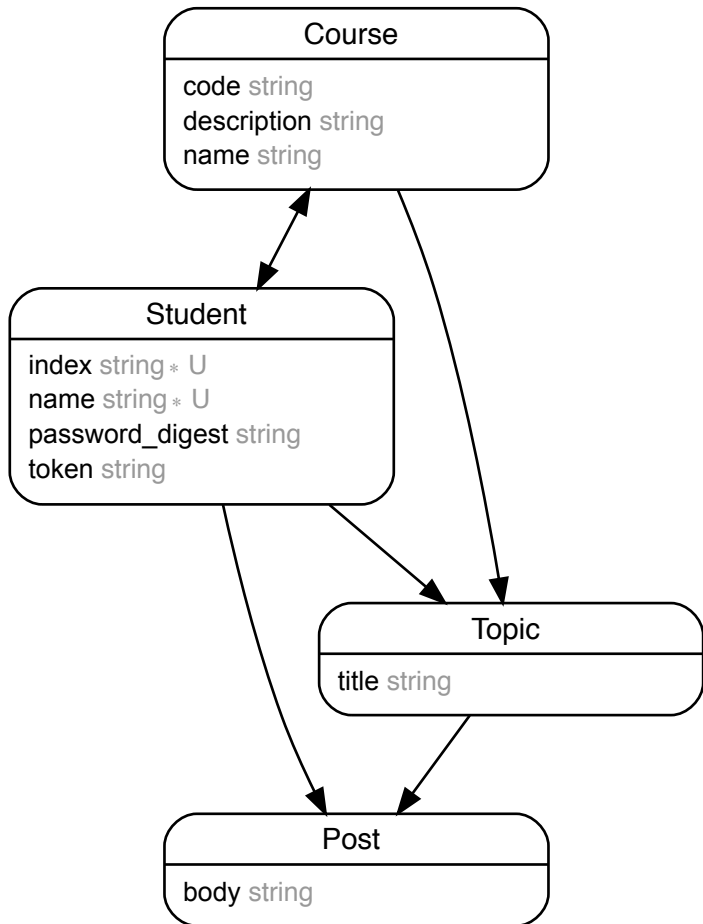 Course
code string
description string
name string
Student
index string * U
name string * U
password_digest string
token string
Topic
title string
Post
body string